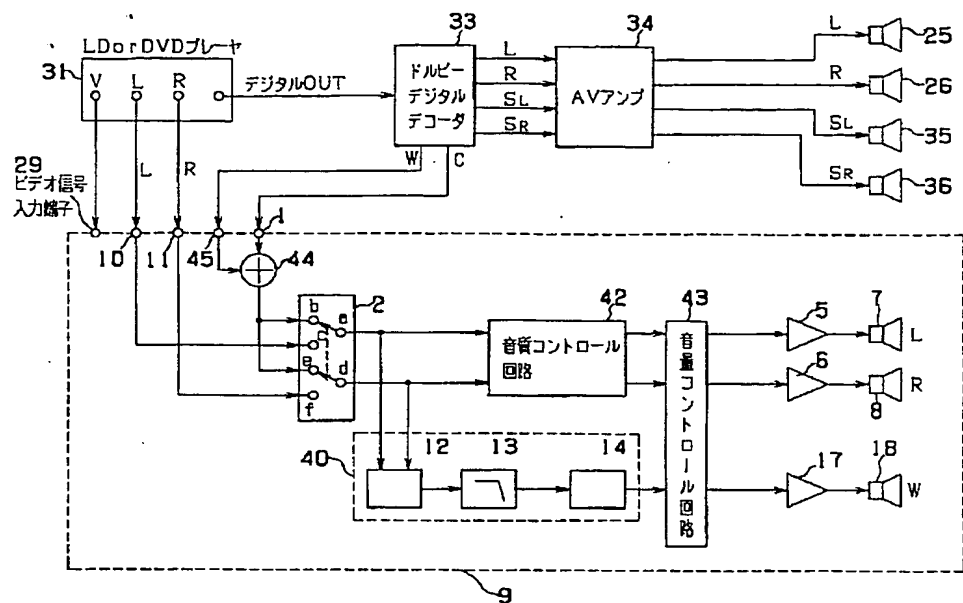 LDorDVDプレーヤ
31
V L R
デジタルOUT
33
ドルビー
デジタル
デコーダ
L
R
SL
SR
W C
34
AVアンプ
L
25
R
26
SL
35
SR
36
29
ビデオ信号
入力端子
L
R
10
11
45
1
44
2
b
a
c
e
d
f
42
音質コントロール
回路
43
音量コントロール回路
5
7
L
6
8
R
40
12
13
14
17
18
W
9